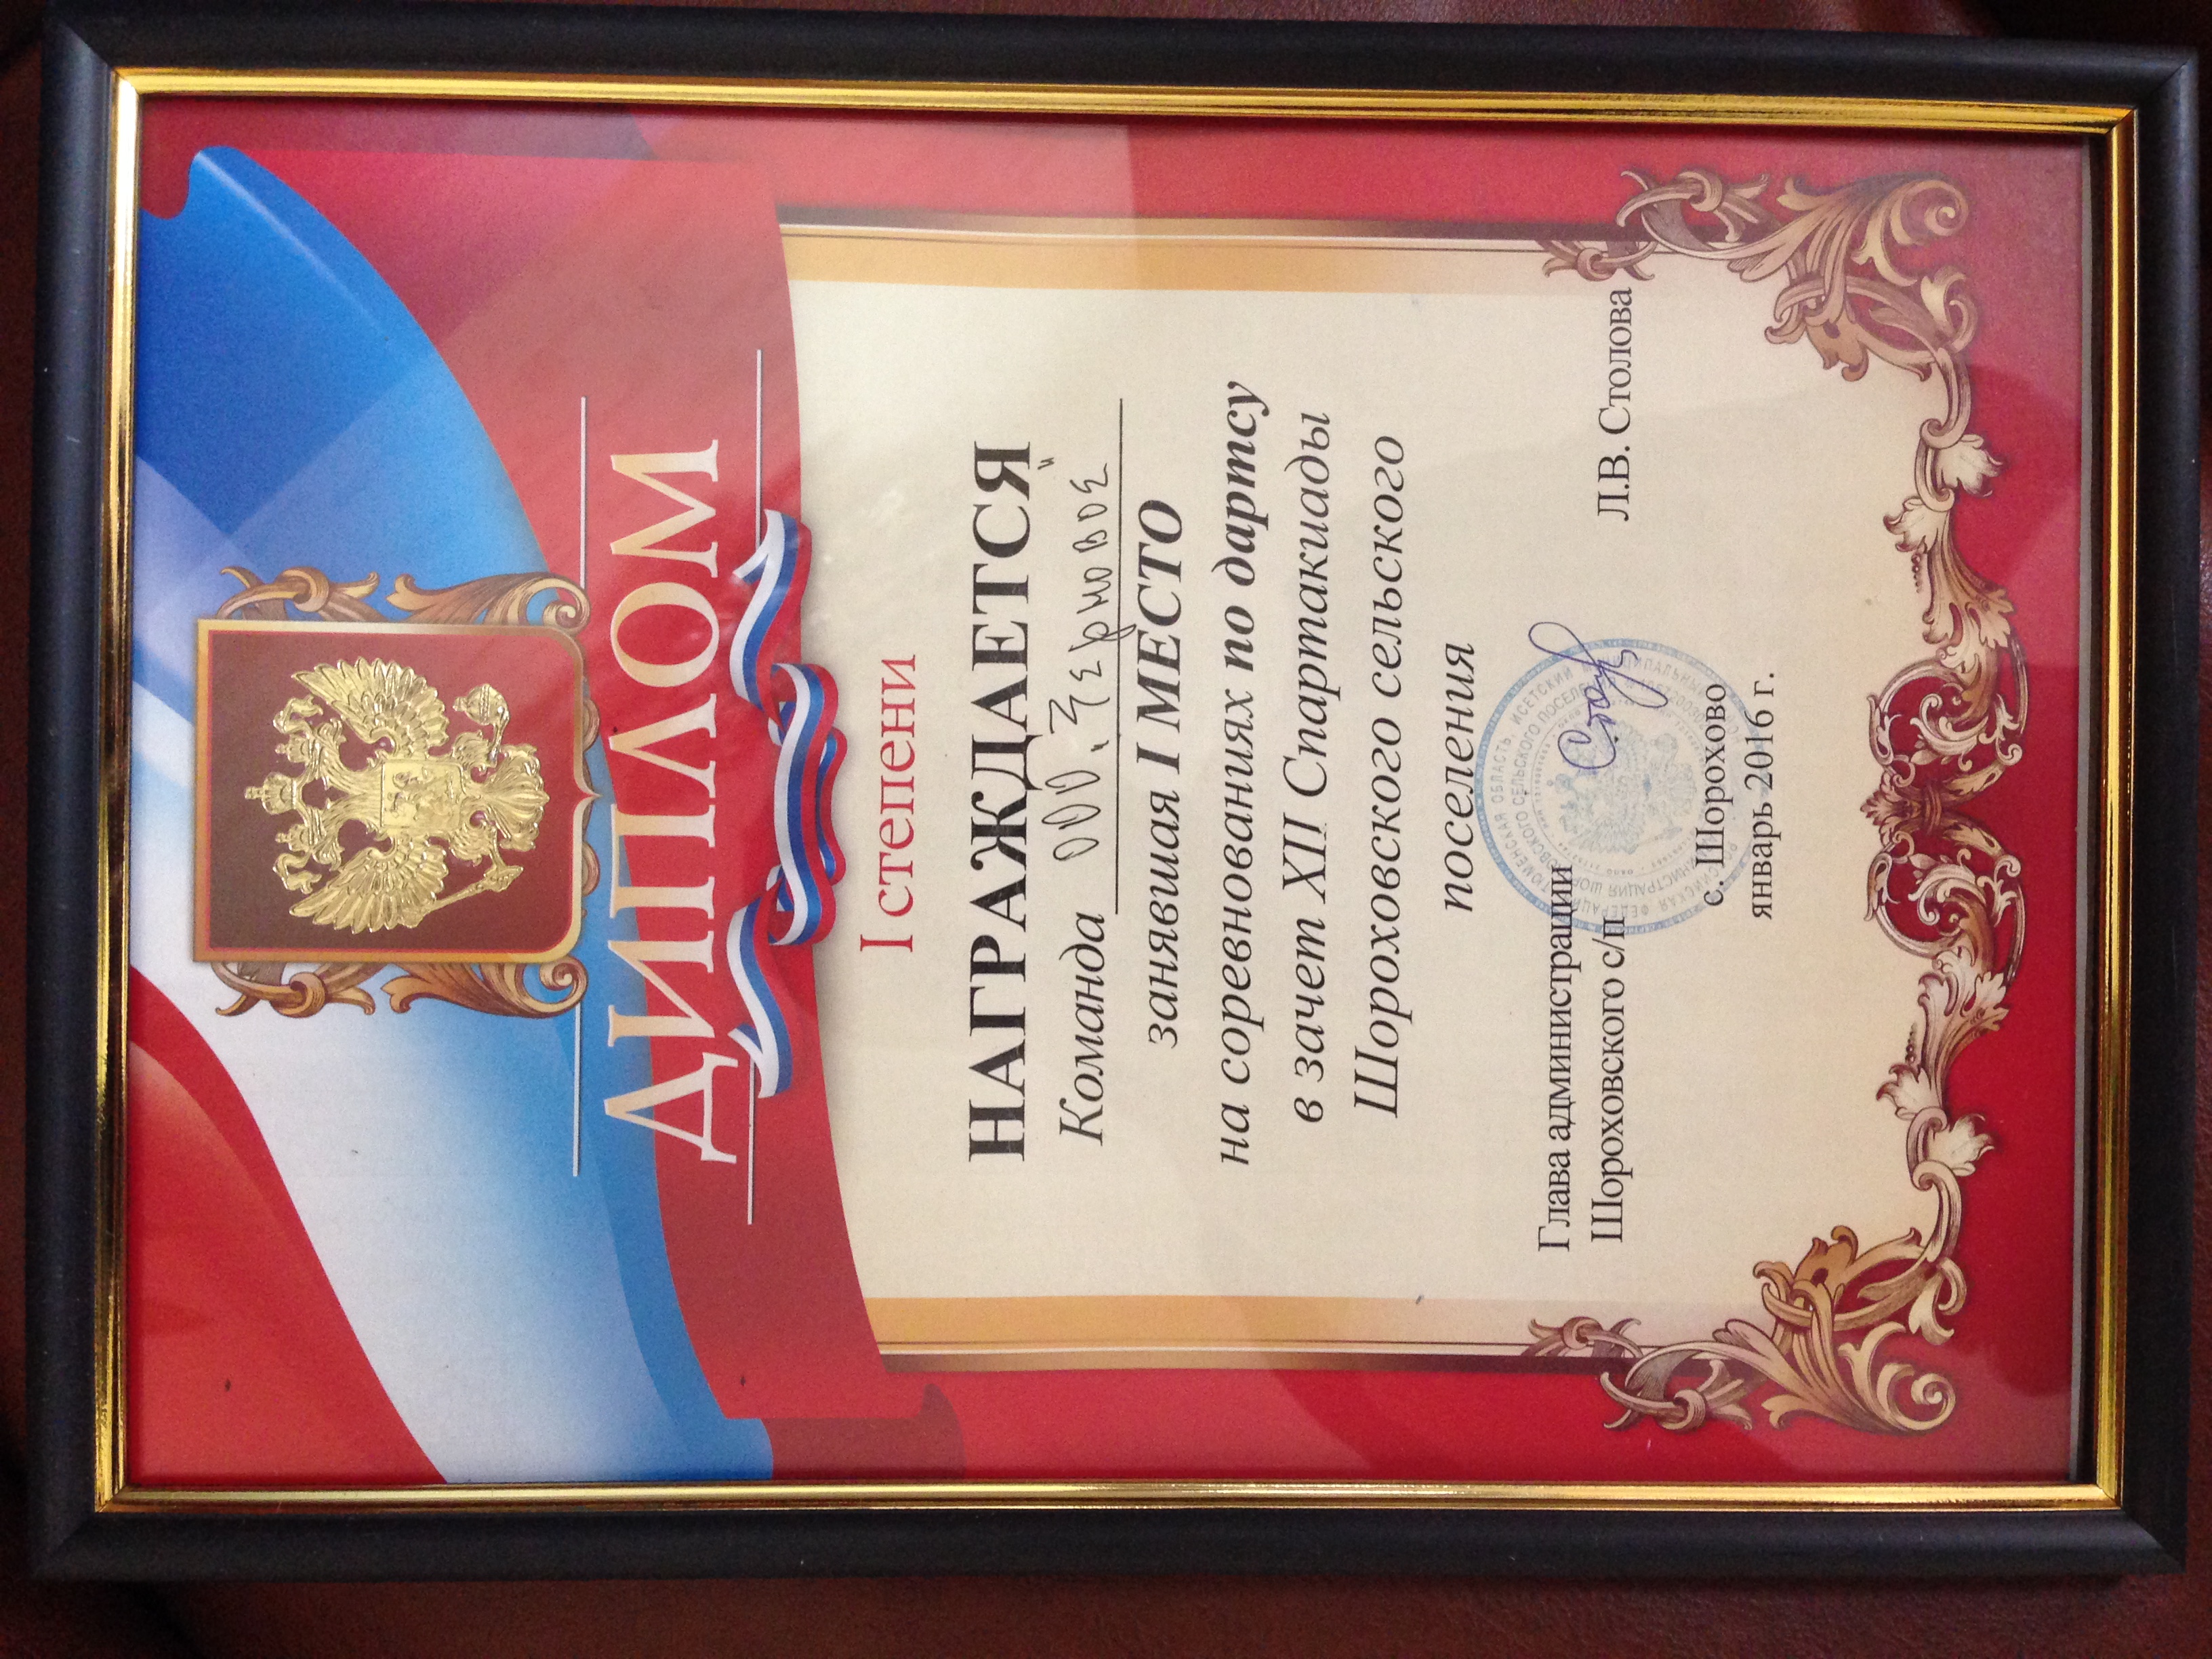 ДИПЛОМ
I степени
НАГРАЖДАЕТСЯ
Команда ООО "Зерновое"
занявшая I МЕСТО
на соревнованиях по дартсу
в зачет XII Спартакиады
Шороховского сельского
поселения
Глава администрации
Шороховского с/п Л.В. Столова
с. Шорохово
январь 2016 г.